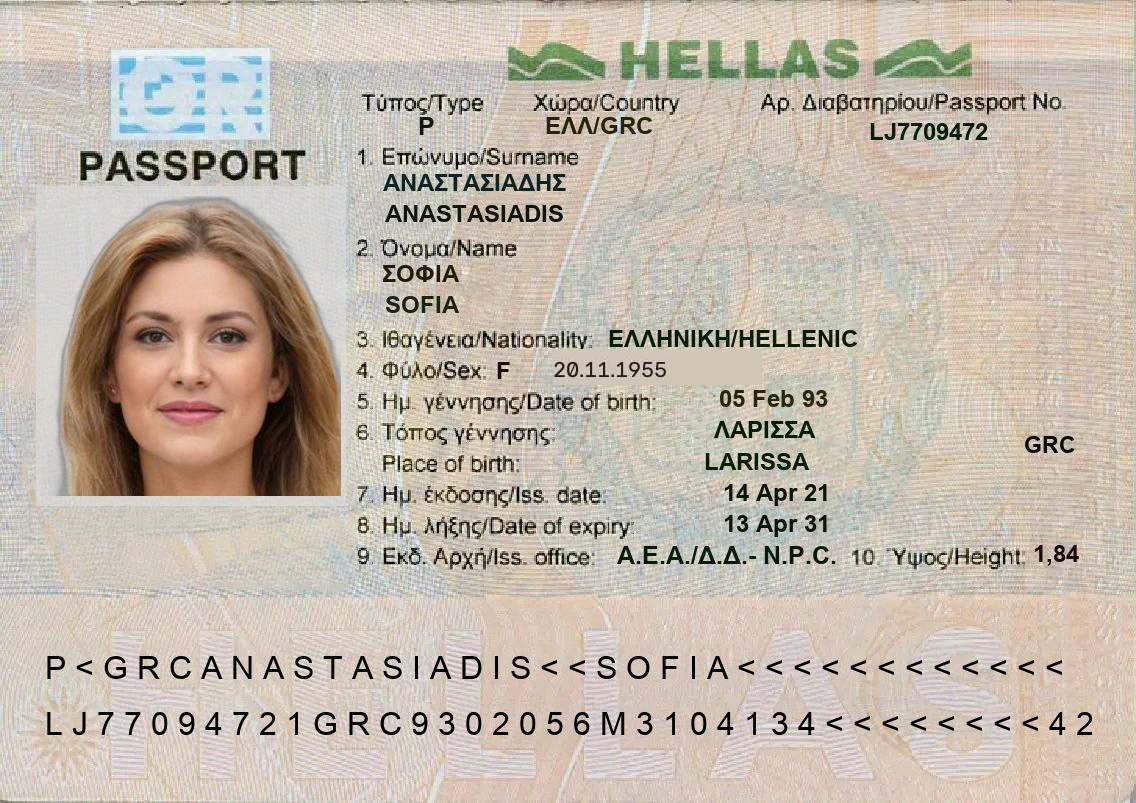 HELLAS
GR
PASSPORT
Τύπος/Type Χώρα/Country Αρ. Διαβατηρίου/Passport No.
P ΕΛΛ/GRC LJ7709472
1. Επώνυμο/Surname
ΑΝΑΣΤΑΣΙΑΔΗΣ
ANASTASIADIS
2. Όνομα/Name
ΣΟΦΙΑ
SOFIA
3. Ιθαγένεια/Nationality: ΕΛΛΗΝΙΚΗ/HELLENIC
4. Φύλο/Sex: F 20.11.1955
5. Ημ. γέννησης/Date of birth: 05 Feb 93
6. Τόπος γέννησης: ΛΑΡΙΣΣΑ
Place of birth: LARISSA GRC
7. Ημ. έκδοσης/Iss. date: 14 Apr 21
8. Ημ. λήξης/Date of expiry: 13 Apr 31
9 Εκδ. Αρχή/Iss. office: Α.Ε.Α./Δ.Δ.- N.P.C. 10. Ύψος/Height: 1,84
HELLAS
P<GRCANASTASIADIS<<SOFIA<<<<<<<<<<<<
LJ77094721GRC9302056M3104134<<<<<<<<42